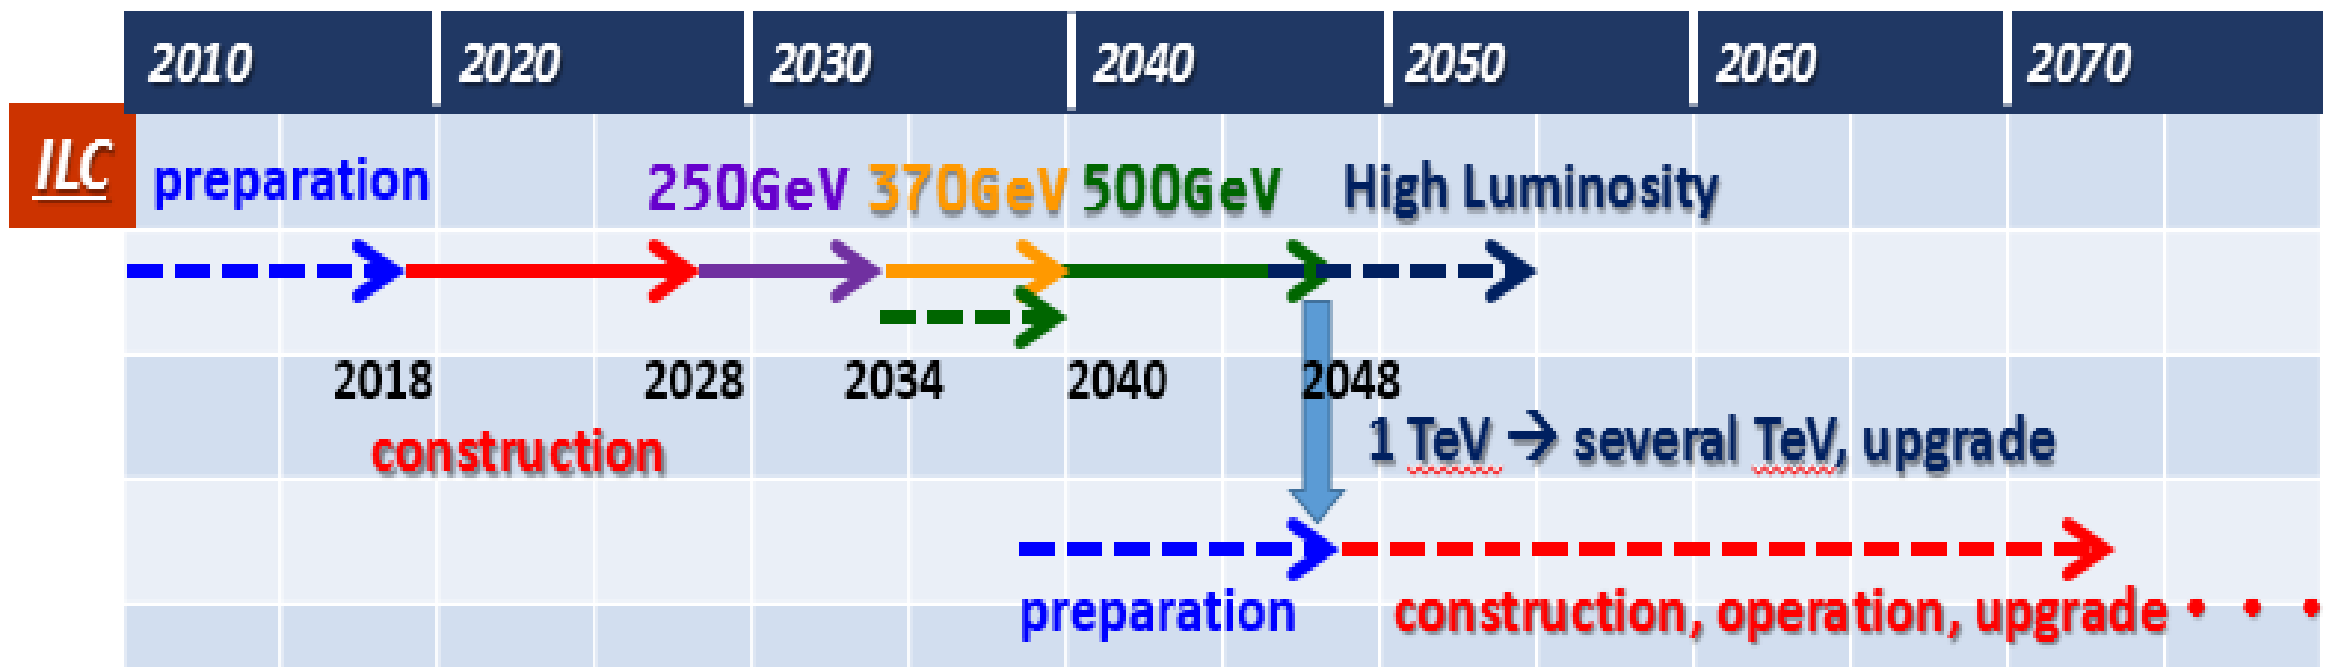 2010 2020 2030 2040 2050 2060 2070
ILC
preparation 250GeV 370GeV 500GeV High Luminosity
2018 2028 2034 2040 2048
construction
1 TeV → several TeV, upgrade
preparation construction, operation, upgrade • • •